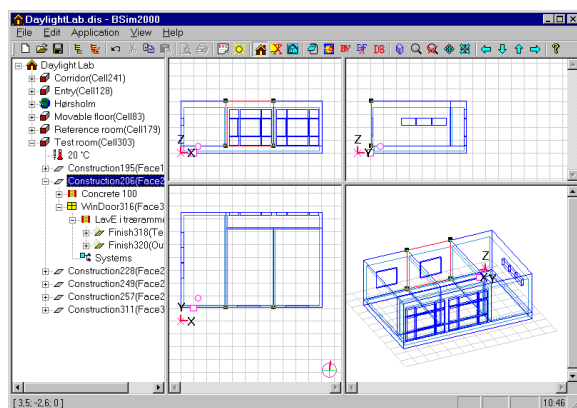 DaylightLab.dis - BSim2000
File Edit Application View Help
BV DF DB
Daylight Lab
Corridor(Cell241)
Entry(Cell128)
Hørsholm
Movable floor(Cell83)
Reference room(Cell179)
Test room(Cell303)
20 °C
Construction195(Face1
Construction206(Face2
Concrete 100
WinDoor316(Face3
LavE i træramme
Finish318(Te
Finish320(Ou
Systems
Construction228(Face2
Construction249(Face2
Construction257(Face2
Construction311(Face3
Z
X
Z
Y
Y
X
Z
X Y
[ 3,5; -2,6; 0 ]
10:46